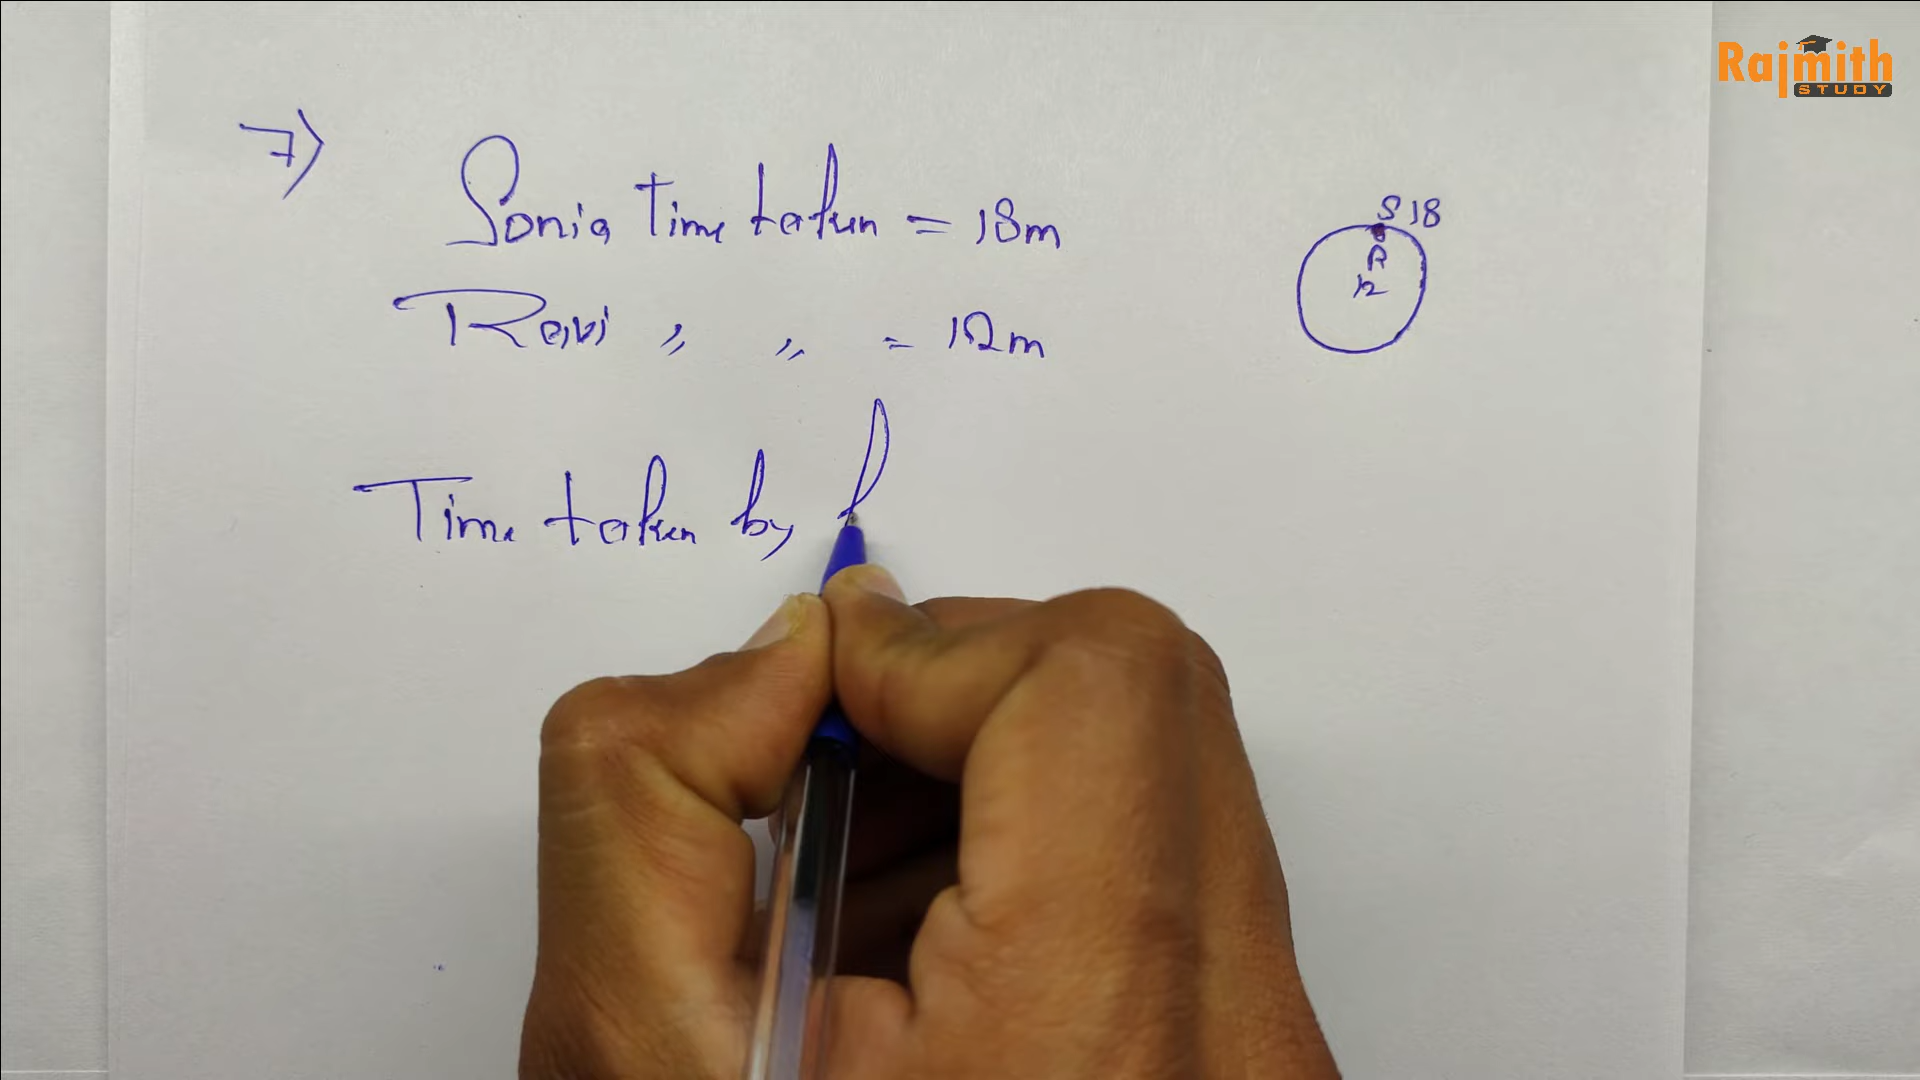 Rajmith
STUDY
7)
Sonia Time taken = 18m
Ravi " " = 12m
S 18
R
12
Time taken by